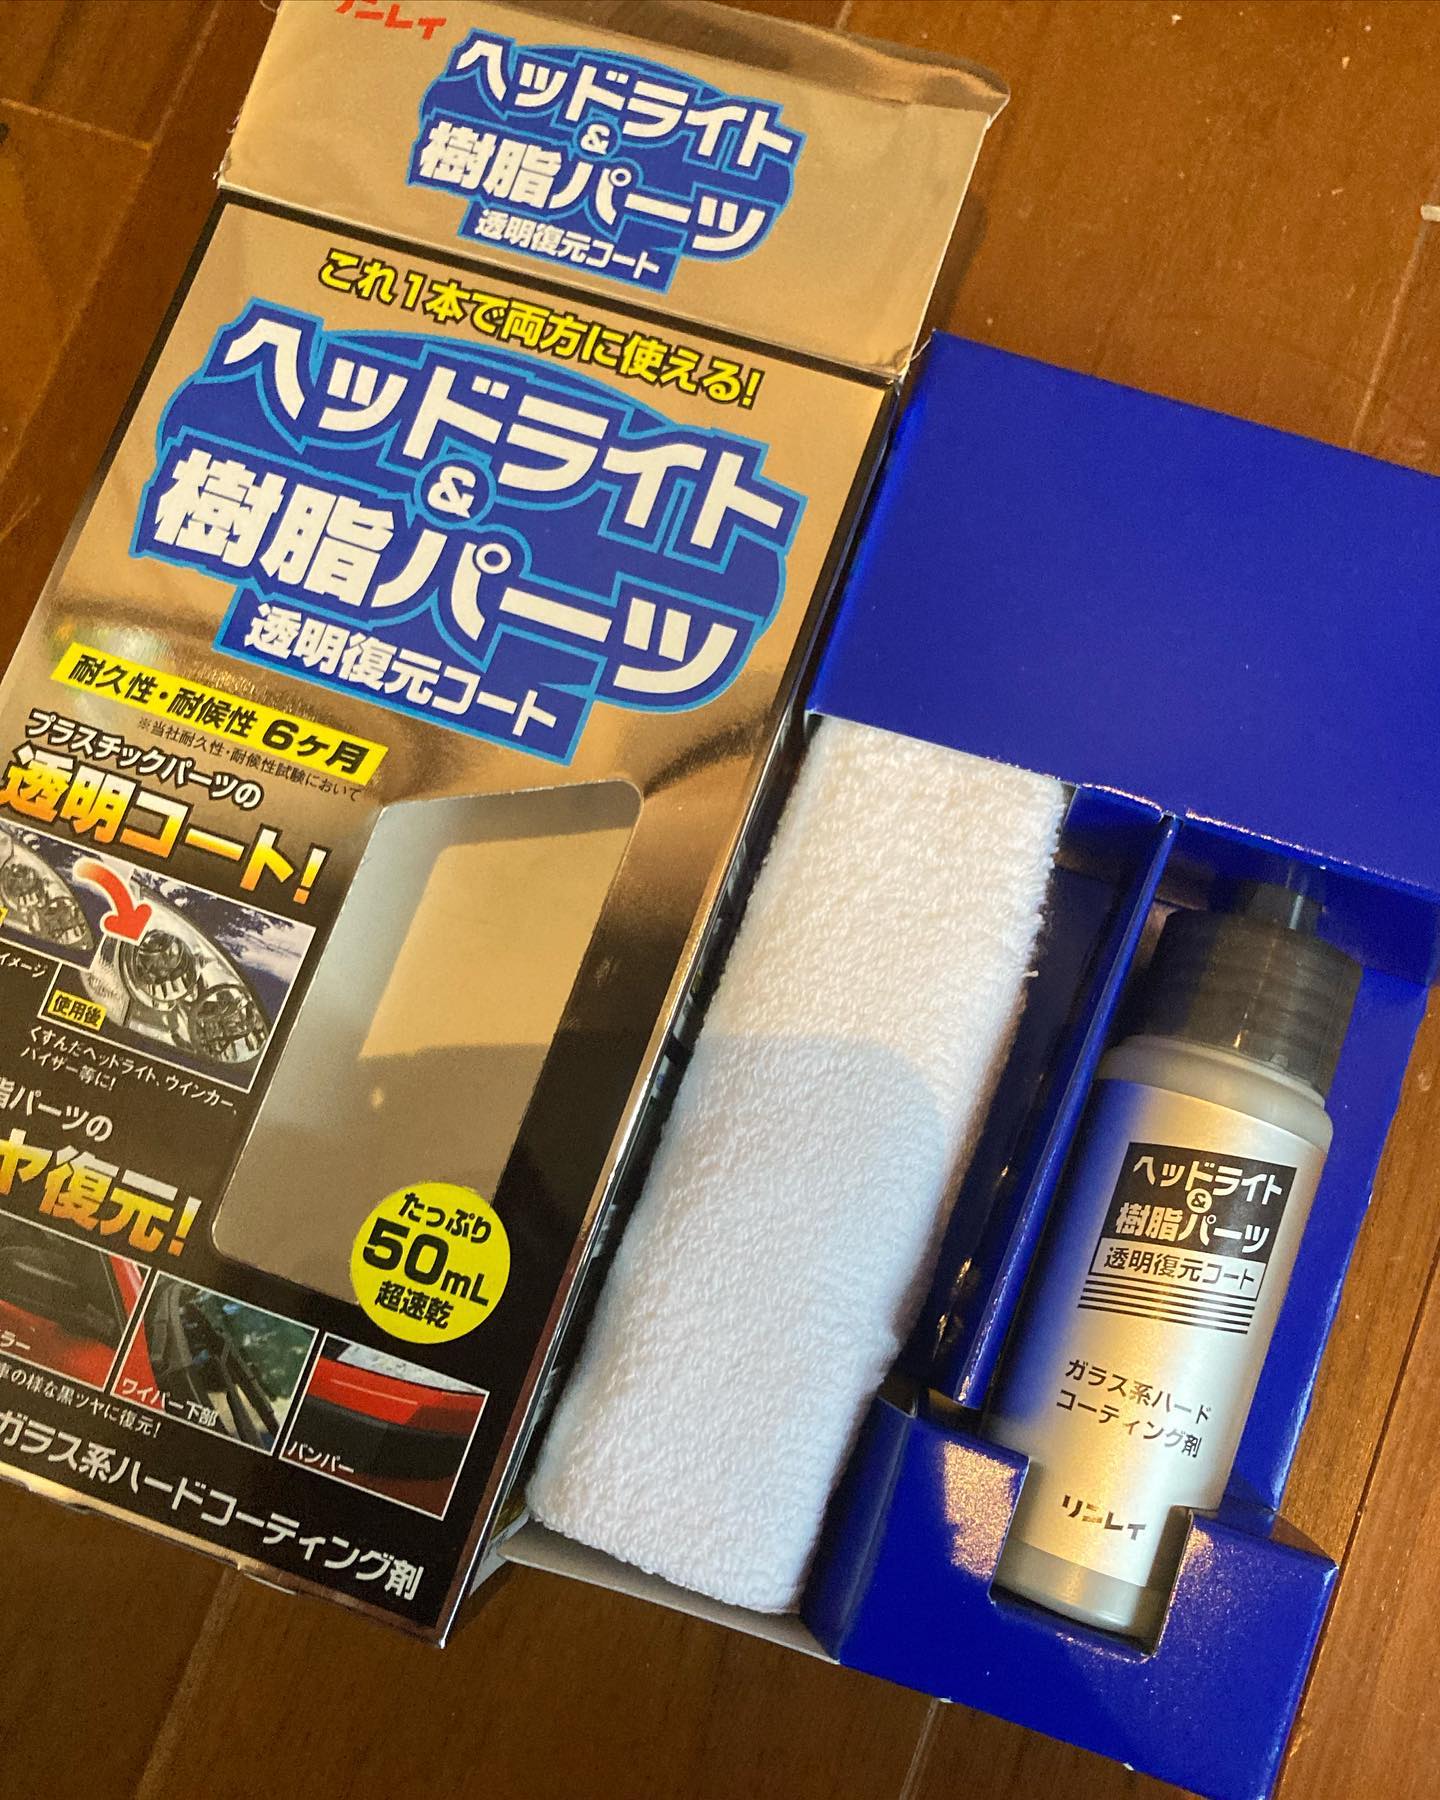 リンレイ
ヘッドライト
&
樹脂パーツ
透明復元コート
これ1本で両方に使える!
ヘッドライト
&
樹脂パーツ
透明復元コート
耐久性・耐候性 6ヶ月
※当社耐久性・耐候性試験において
プラスチックパーツの
透明コート!
イメージ
使用後
くすんだヘッドライト、ウインカー、
バイザー等に!
脂パーツの
ヤ復元!
たっぷり
50mL
超速乾
ラー
ワイパー下部
バンパー
車の様な黒ツヤに復元!
ガラス系ハードコーティング剤
ヘッドライト
&
樹脂パーツ
透明復元コート
ガラス系ハード
コーティング剤
リンレイ